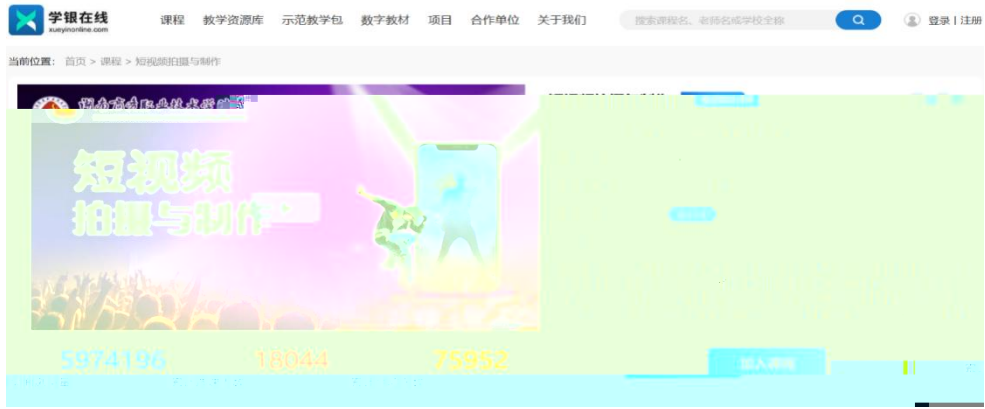 学银在线
xueyinonline.com
课程 教学资源库 示范教学包 数字教材 项目 合作单位 关于我们
搜索课程名、老师名或学校全称
登录 | 注册
当前位置： 首页 > 课程 > 短视频拍摄与制作
短视频
拍摄与制作
5974196 18044 75952
加入课程